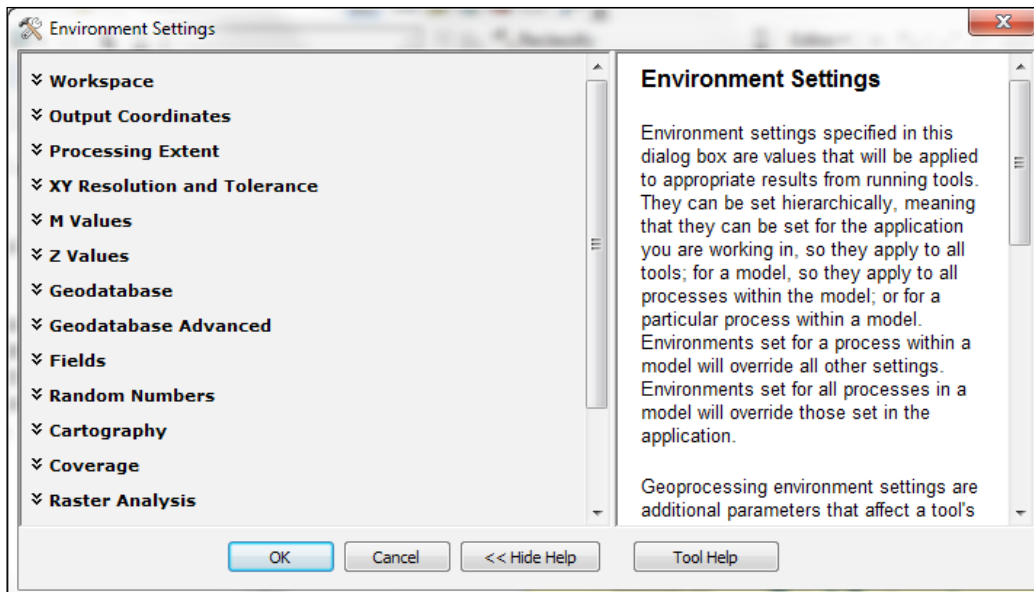 Environment Settings
Workspace
Output Coordinates
Processing Extent
XY Resolution and Tolerance
M Values
Z Values
Geodatabase
Geodatabase Advanced
Fields
Random Numbers
Cartography
Coverage
Raster Analysis
Environment Settings
Environment settings specified in this
dialog box are values that will be applied
to appropriate results from running tools.
They can be set hierarchically, meaning
that they can be set for the application
you are working in, so they apply to all
tools; for a model, so they apply to all
processes within the model; or for a
particular process within a model.
Environments set for a process within a
model will override all other settings.
Environments set for all processes in a
model will override those set in the
application.
Geoprocessing environment settings are
additional parameters that affect a tool's
OK
Cancel
<< Hide Help
Tool Help